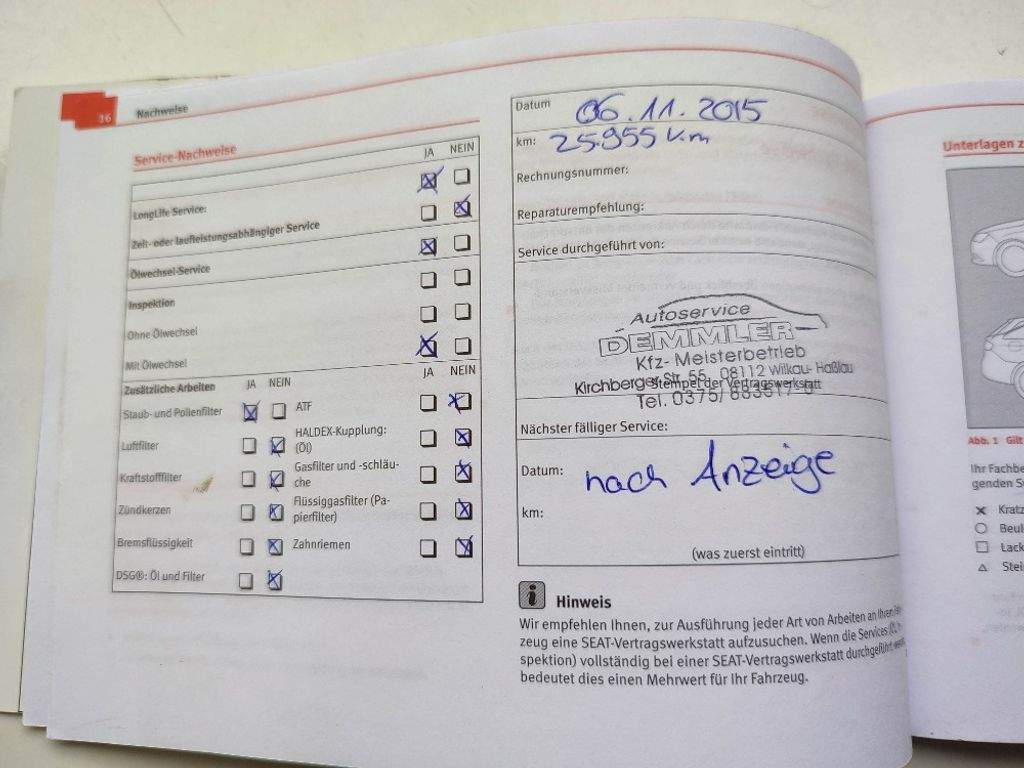 16 Nachweise
Service-Nachweise
JA NEIN
LongLife Service:
Zeit- oder laufleistungsabhängiger Service
Ölwechsel-Service
Inspektion
Ohne Ölwechsel
Mit Ölwechsel
Zusätzliche Arbeiten JA NEIN JA NEIN
Staub- und Pollenfilter ATF
Luftfilter HALDEX-Kupplung:
(Öl)
Kraftstofffilter Gasfilter und -schläu-
che
Zündkerzen Flüssiggasfilter (Pa-
pierfilter)
Bremsflüssigkeit Zahnriemen
DSG®: Öl und Filter
Datum 06.11.2015
km: 25.955 km
Rechnungsnummer:
Reparaturempfehlung:
Service durchgeführt von:
Autoservice
DEMMLER
Kfz- Meisterbetrieb
Kirchberger Str. 55, 08112 Wilkau- Haßlau
Stempel der Vertragswerkstatt
Tel. 0375/
Nächster fälliger Service:
Datum: nach Anzeige
km:
(was zuerst eintritt)
i Hinweis
Wir empfehlen Ihnen, zur Ausführung jeder Art von Arbeiten an Ihrem
zeug eine SEAT-Vertragswerkstatt aufzusuchen. Wenn die Services
spektion) vollständig bei einer SEAT-Vertragswerkstatt durchgeführt
bedeutet dies einen Mehrwert für Ihr Fahrzeug.
Unterlagen z
Abb. 1 Gilt
Ihr Fachbe
genden S
Kratz
Beul
Lack
Stei